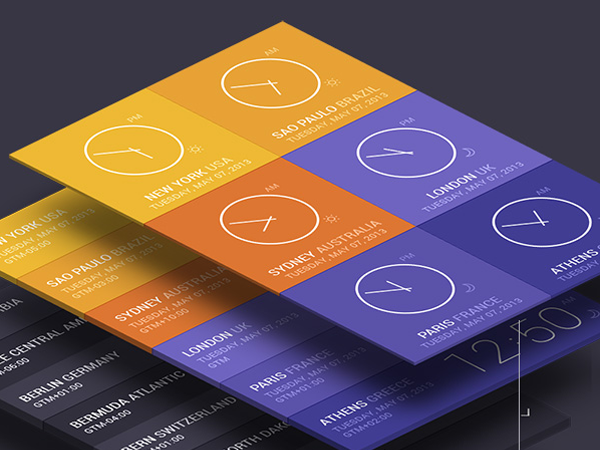 AM
SAO PAULO BRAZIL
TUESDAY, MAY 07, 2013
PM
NEW YORK USA
TUESDAY, MAY 07, 2013
PM
LONDON UK
TUESDAY, MAY 07, 2013
AM
SYDNEY AUSTRALIA
TUESDAY, MAY 07, 2013
AM
ATHENS
TUESDAY,
PM
PARIS FRANCE
TUESDAY, MAY 07, 2013
NEW YORK USA
TUESDAY, MAY 07, 2013
GTM-05:00
SAO PAULO BRAZIL
TUESDAY, MAY 07, 2013
GTM-03:00
SYDNEY AUSTRALIA
TUESDAY, MAY 07, 2013
GTM+10:00
LONDON UK
TUESDAY, MAY 07, 2013
GTM
PARIS FRANCE
TUESDAY, MAY 07, 2013
GTM+01:00
ATHENS GREECE
TUESDAY, MAY 07, 2013
GTM+02:00
12:50
AM
CENTRAL
BERLIN GERMANY
GTM+01:00
BERMUDA ATLANTIC
GTM-04:00
BERN SWITZERLAND
NORTH